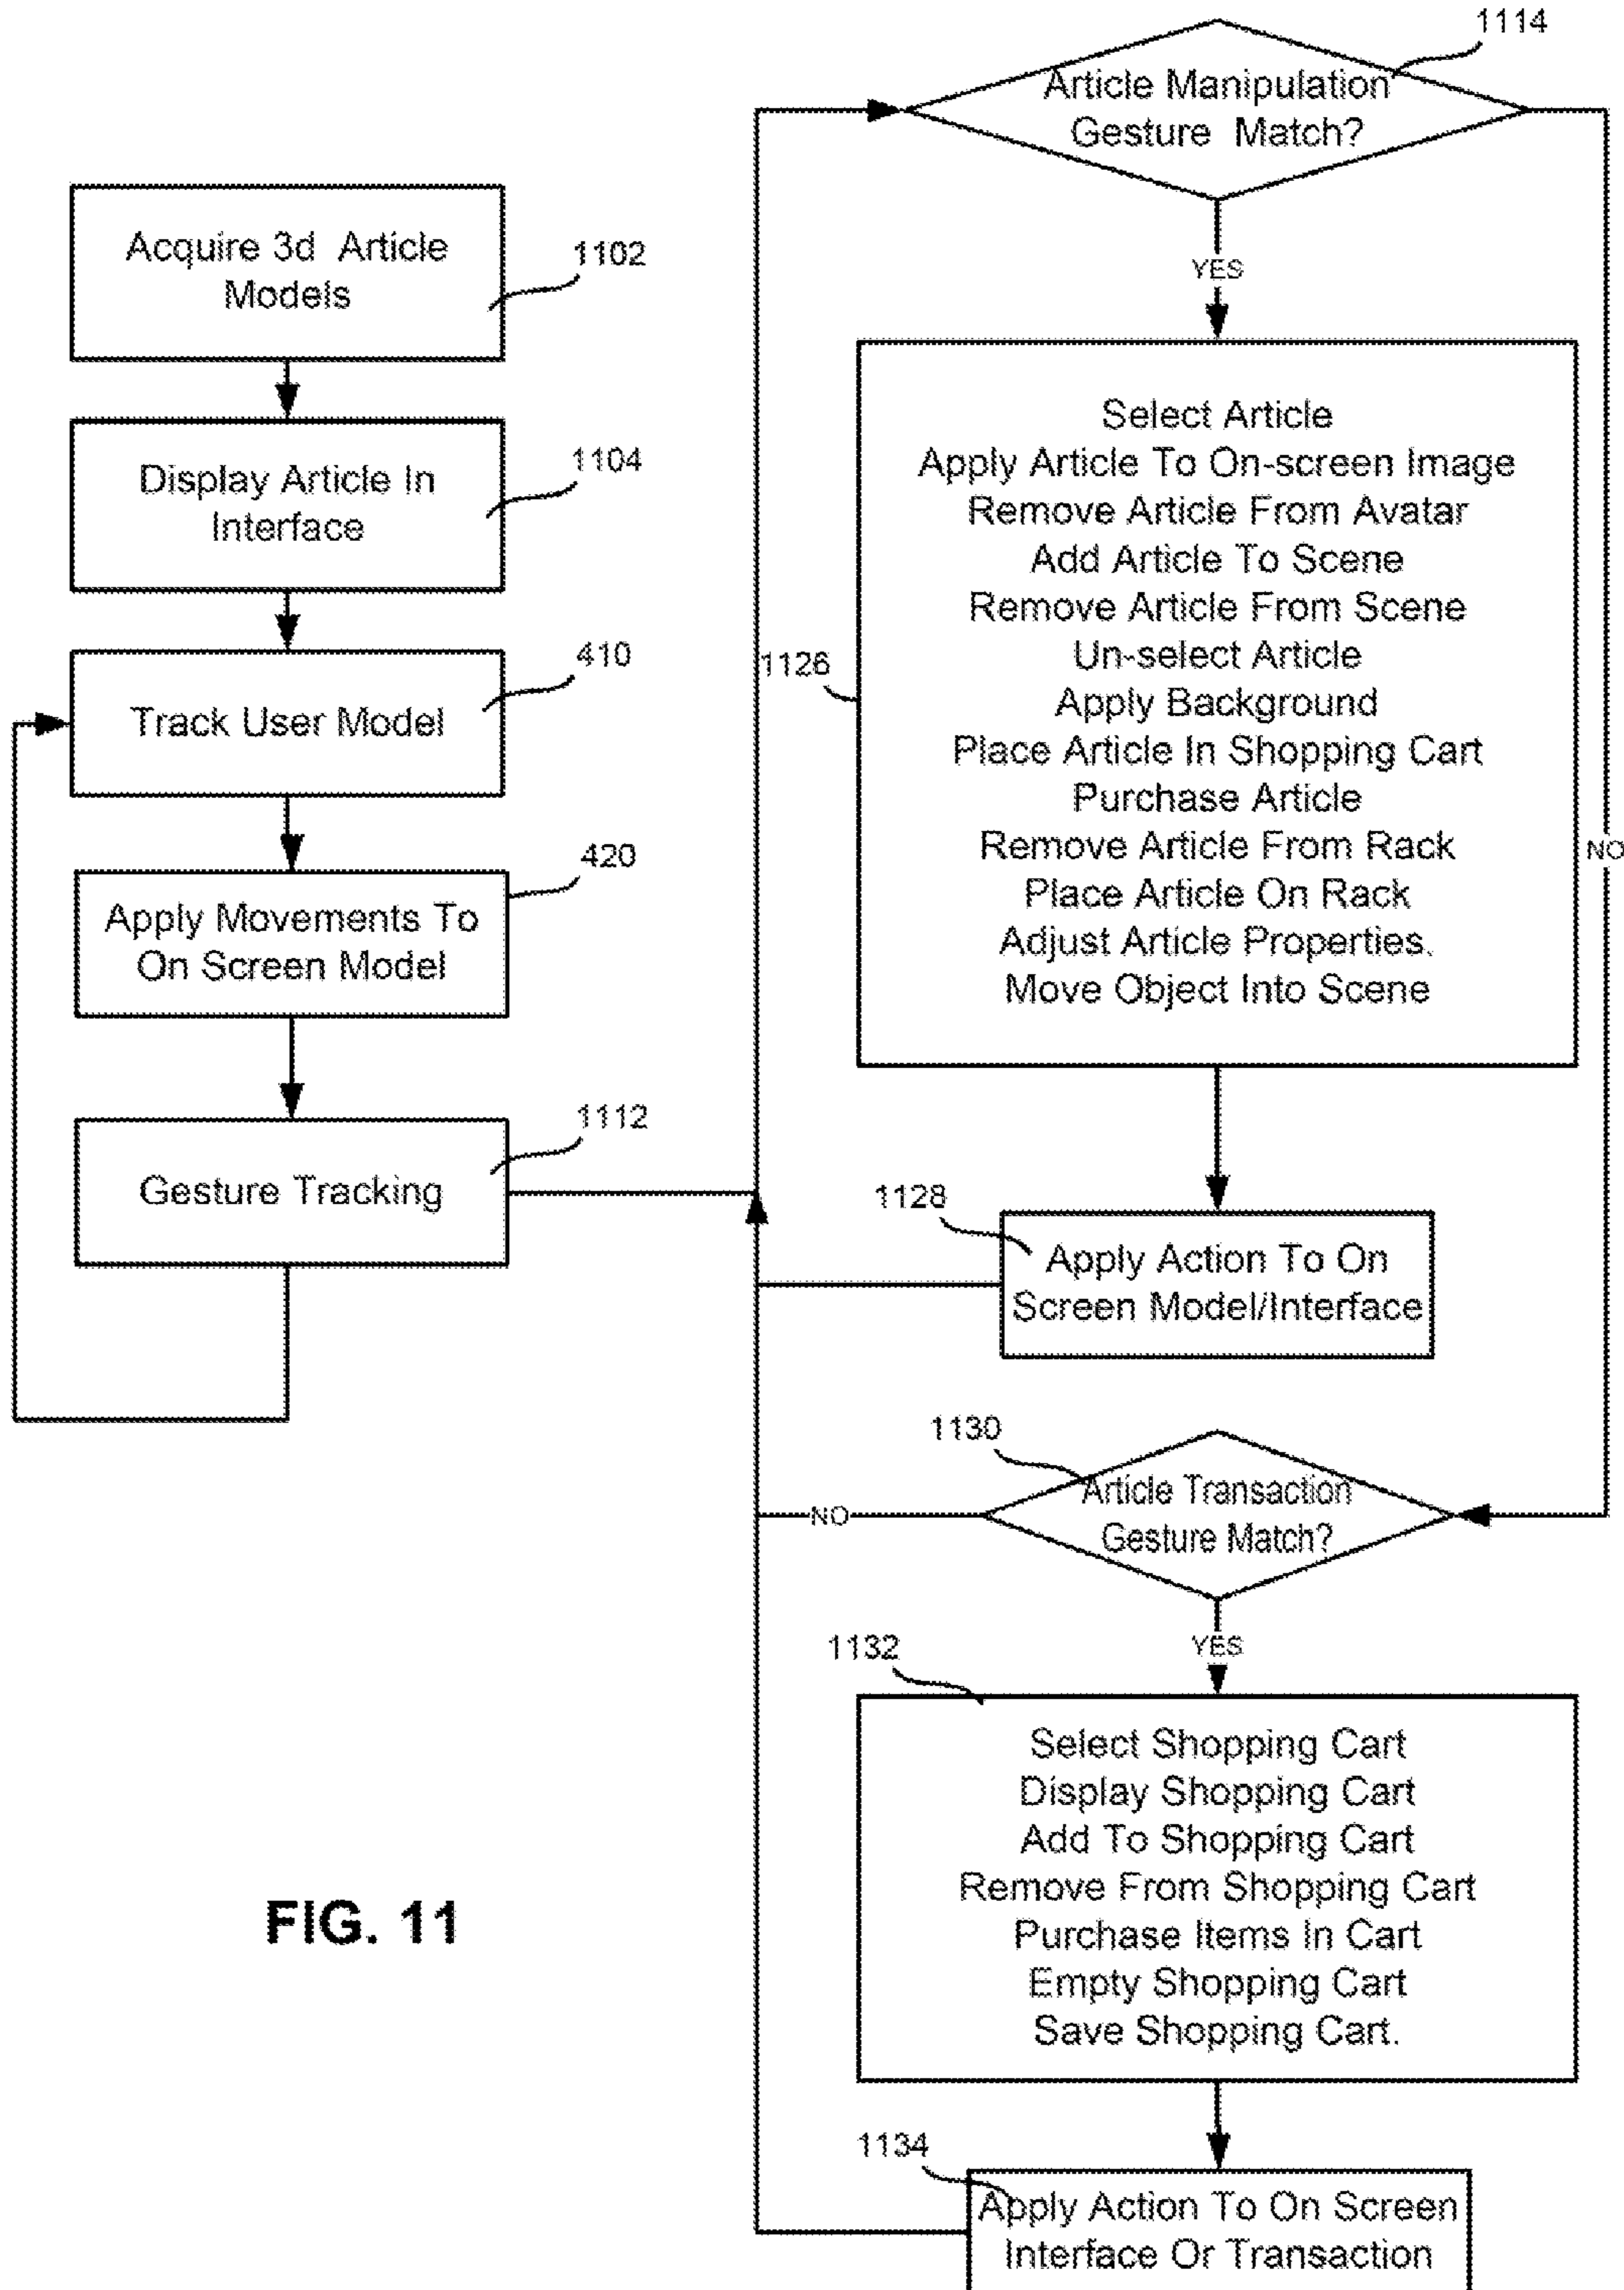 Acquire 3d Article
Models
1102
Display Article In
Interface
1104
Track User Model
410
Apply Movements To
On Screen Model
420
Gesture Tracking
1112
Article Manipulation
Gesture Match?
1114
YES
NO
Select Article
Apply Article To On-screen Image
Remove Article From Avatar
Add Article To Scene
Remove Article From Scene
Un-select Article
Apply Background
Place Article In Shopping Cart
Purchase Article
Remove Article From Rack
Place Article On Rack
Adjust Article Properties.
Move Object Into Scene
1126
1128
Apply Action To On
Screen Model/Interface
1130
Article Transaction
Gesture Match?
NO
YES
1132
Select Shopping Cart
Display Shopping Cart
Add To Shopping Cart
Remove From Shopping Cart
Purchase Items In Cart
Empty Shopping Cart
Save Shopping Cart.
1134
Apply Action To On Screen
Interface Or Transaction
FIG. 11